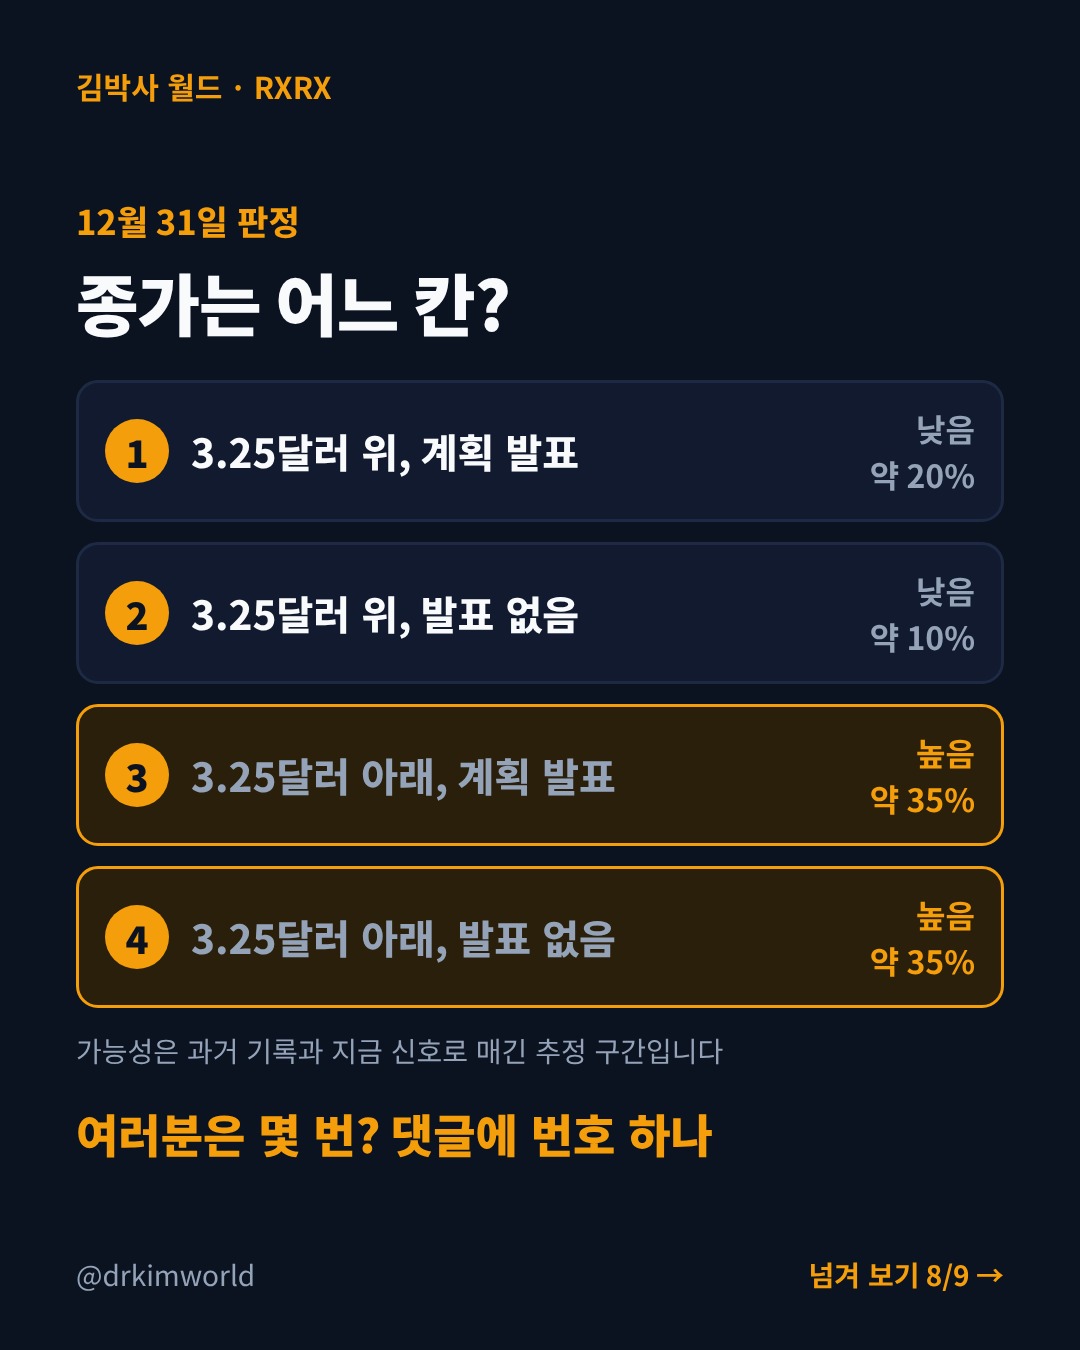 김박사 월드 · RXRX
12월 31일 판정
종가는 어느 칸?
1 3.25달러 위, 계획 발표
낮음
약 20%
2 3.25달러 위, 발표 없음
낮음
약 10%
3 3.25달러 아래, 계획 발표
높음
약 35%
4 3.25달러 아래, 발표 없음
높음
약 35%
가능성은 과거 기록과 지금 신호로 매긴 추정 구간입니다
여러분은 몇 번? 댓글에 번호 하나
@drkimworld
넘겨 보기 8/9 →